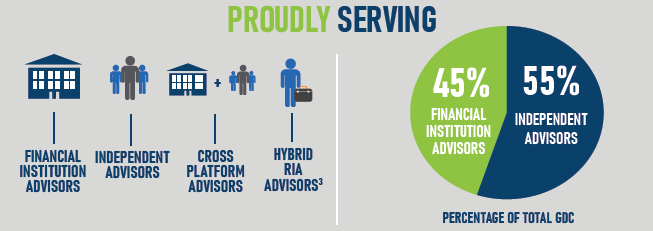 PROUDLY SERVING
+
FINANCIAL
INSTITUTION
ADVISORS
INDEPENDENT
ADVISORS
CROSS
PLATFORM
ADVISORS
HYBRID
RIA
ADVISORS³
45%
FINANCIAL
INSTITUTION
ADVISORS
55%
INDEPENDENT
ADVISORS
PERCENTAGE OF TOTAL GDC